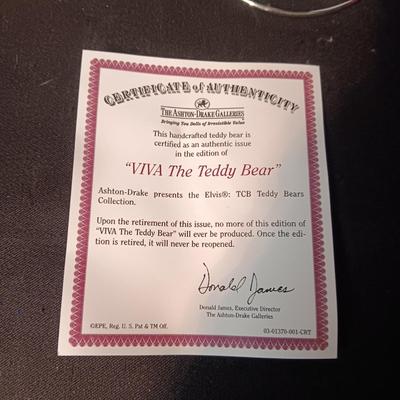 CERTIFICATE of AUTHENTICITY
THE ASHTON-DRAKE GALLERIES
Bringing You Dolls of Irresistible Value
This handcrafted teddy bear is
certified as an authentic issue
in the edition of
"VIVA The Teddy Bear"
Ashton-Drake presents the Elvis®: TCB Teddy Bears
Collection.
Upon the retirement of this issue, no more of this edition of
"VIVA The Teddy Bear" will ever be produced. Once the edi-
tion is retired, it will never be reopened.
Donald James
Donald James, Executive Director
The Ashton-Drake Galleries
©EPE, Reg. U. S. Pat & TM Off.
03-01370-001-CRT